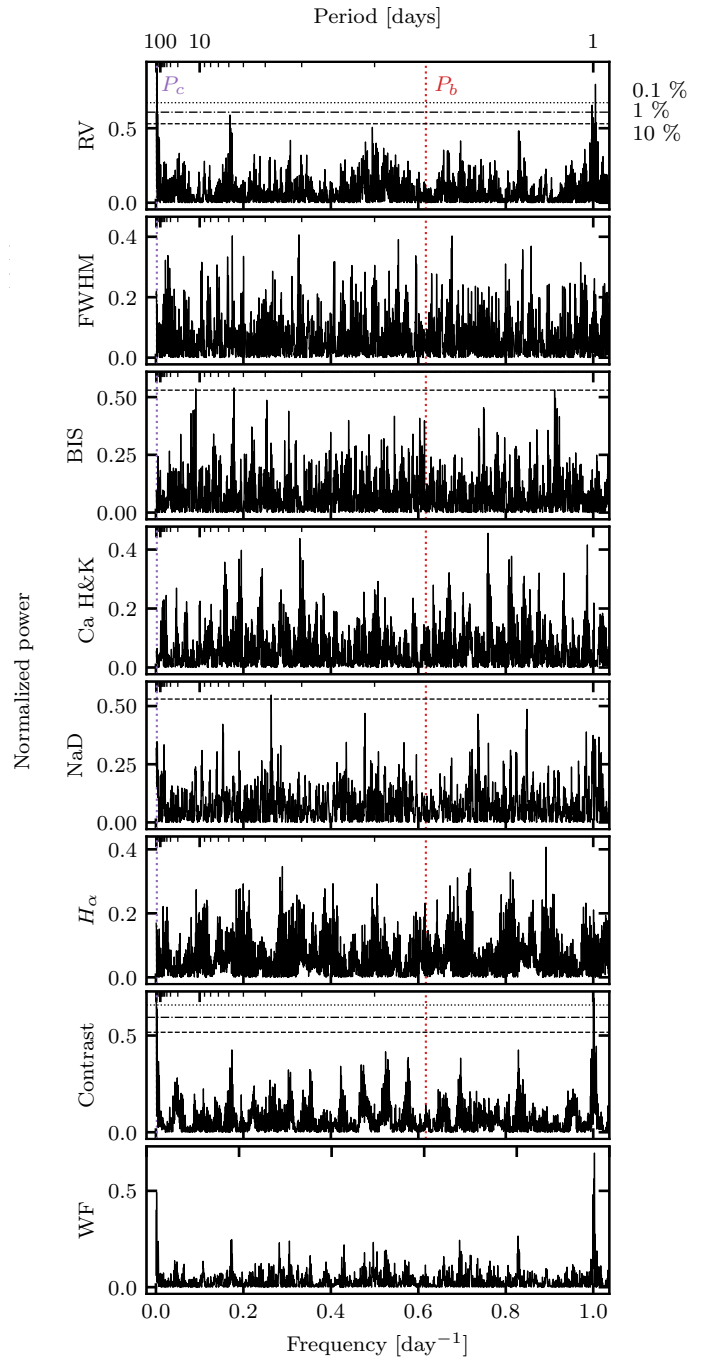 Period [days]
100 10 1
P_c P_b
0.1 %
1 %
10 %
0.5
0.0
RV
0.4
0.2
0.0
FWHM
0.50
0.25
0.00
BIS
0.4
0.2
0.0
Ca H&K
0.50
0.25
0.00
NaD
0.4
0.2
0.0
H_α
0.5
0.0
Contrast
0.5
0.0
WF
Normalized power
0.0 0.2 0.4 0.6 0.8 1.0
Frequency [day⁻¹]